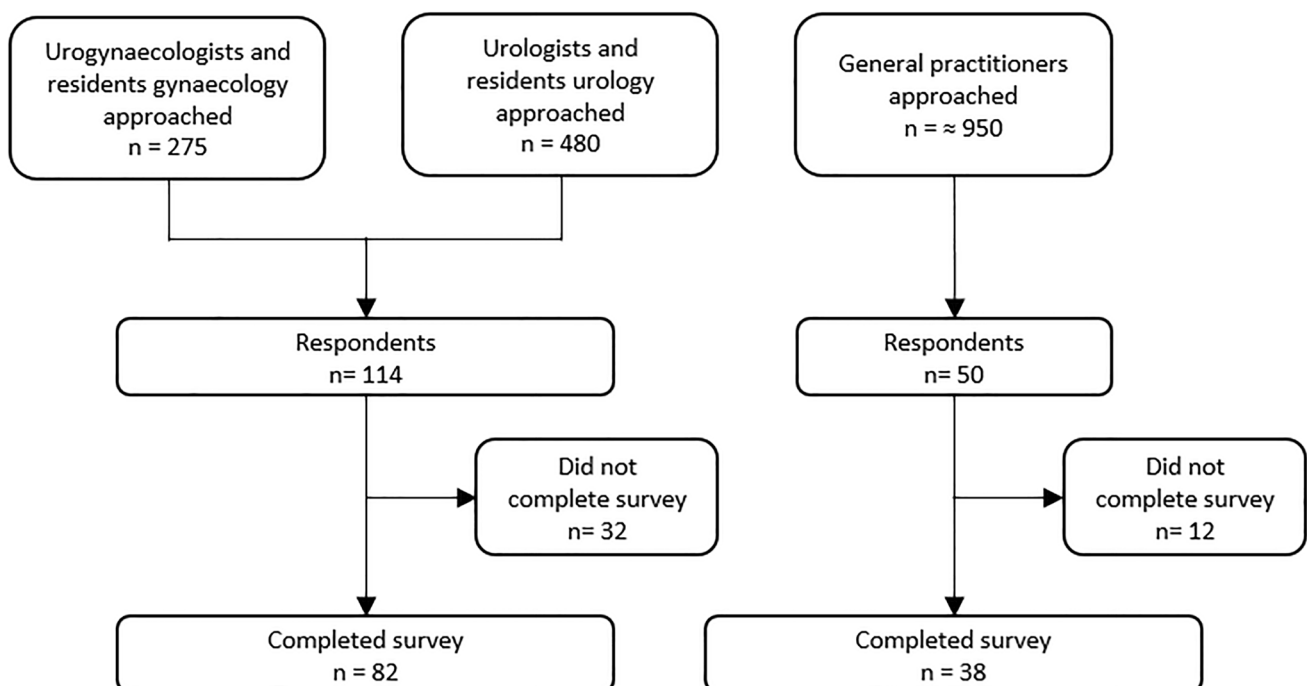 Urogynaecologists and
residents gynaecology
approached
n = 275
Urologists and
residents urology
approached
n = 480
General practitioners
approached
n = ≈ 950
Respondents
n= 114
Respondents
n= 50
Did not
complete survey
n= 32
Did not
complete survey
n= 12
Completed survey
n = 82
Completed survey
n = 38